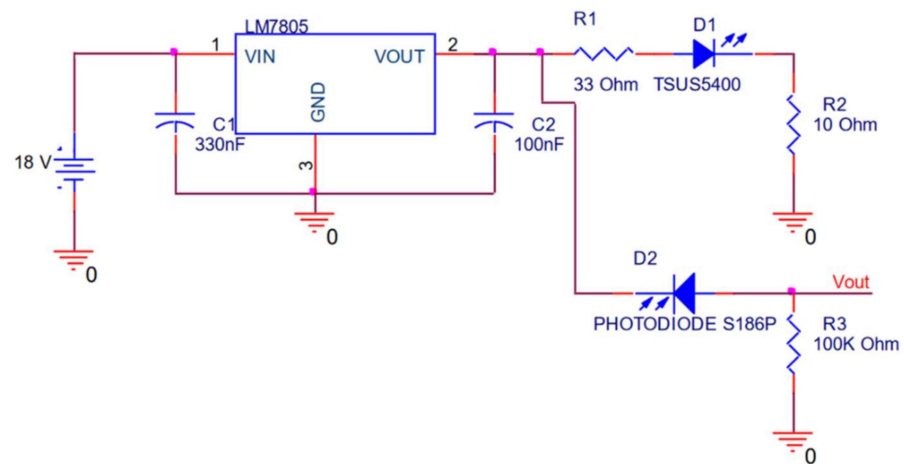 LM7805
1
VIN
VOUT
2
GND
3
C1
330nF
C2
100nF
18 V
0
0
R1
33 Ohm
D1
TSUS5400
R2
10 Ohm
0
D2
PHOTODIODE S186P
Vout
R3
100K Ohm
0